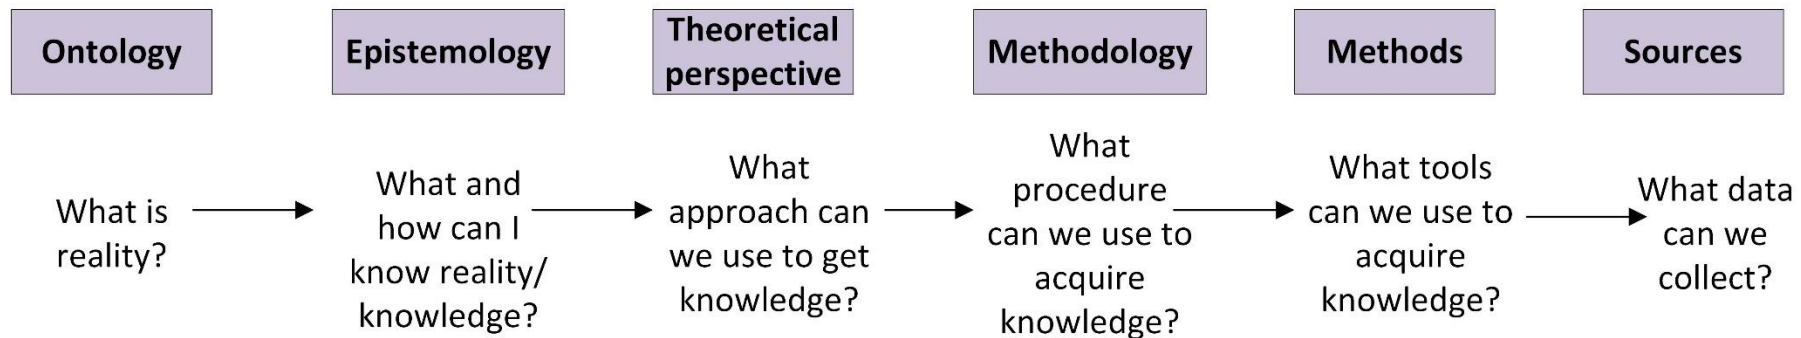 Ontology
Epistemology
Theoretical
perspective
Methodology
Methods
Sources
What is
reality?
What and
how can I
know reality/
knowledge?
What
approach can
we use to get
knowledge?
What
procedure
can we use to
acquire
knowledge?
What tools
can we use to
acquire
knowledge?
What data
can we
collect?